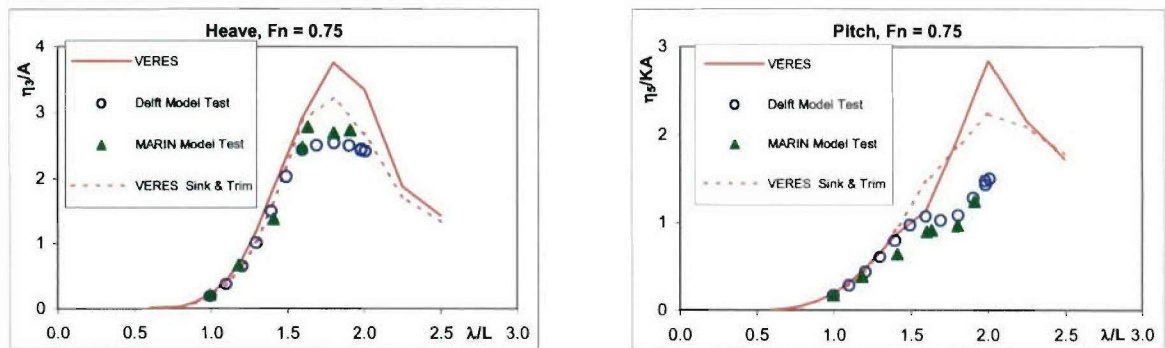 Heave, Fn = 0.75
η3/A
4
3
2
1
0
VERES
Delft Model Test
MARIN Model Test
VERES Sink & Trim
0.0 0.5 1.0 1.5 2.0 2.5 λ/L 3.0
Pitch, Fn = 0.75
η5/KA
3
2
1
0
VERES
Delft Model Test
MARIN Model Test
VERES Sink & Trim
0.0 0.5 1.0 1.5 2.0 2.5 λ/L 3.0